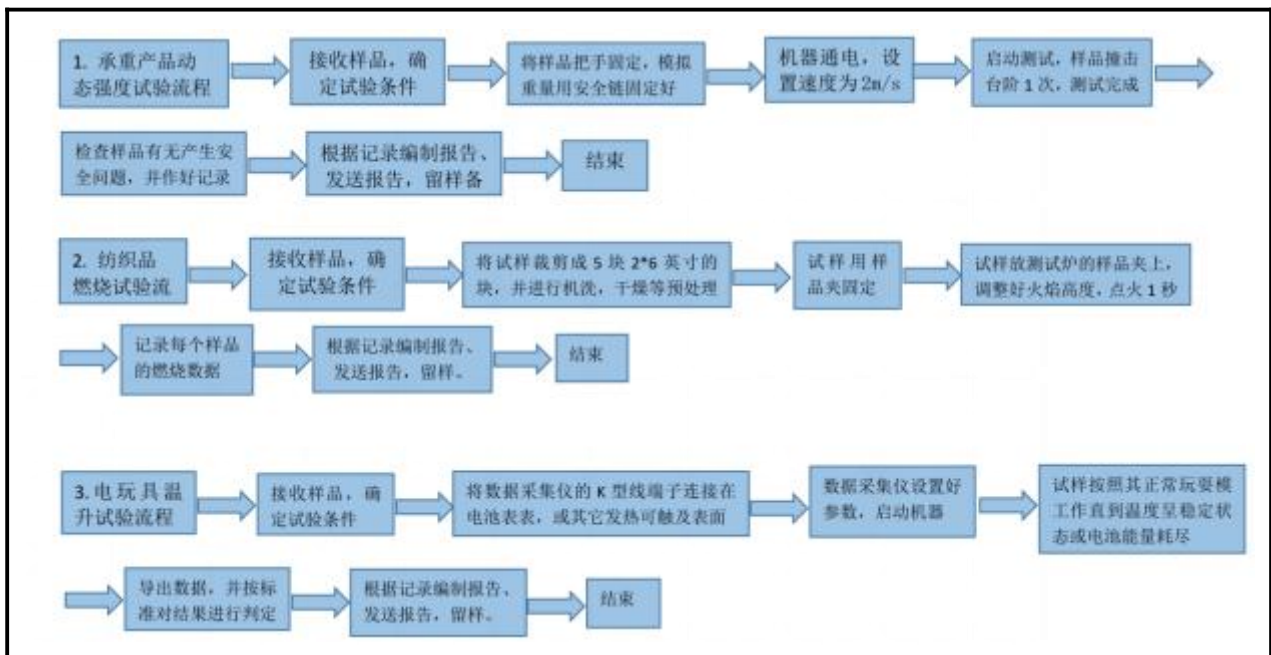 1. 承重产品动
态强度试验流程
接收样品，确
定试验条件
将样品把手固定，模拟
重量用安全链固定好
机器通电，设
置速度为 2m/s
启动测试，样品撞击
台阶 1 次，测试完成
检查样品有无产生安
全问题，并作好记录
根据记录编制报告、
发送报告，留样备
结束
2. 纺织品
燃烧试验流
接收样品，确
定试验条件
将试样裁剪成 5 块 2*6 英寸的
块，并进行机洗，干燥等预处理
试样用样
品夹固定
试样放测试炉的样品夹上，
调整好火焰高度，点火 1 秒
记录每个样品
的燃烧数据
根据记录编制报告、
发送报告，留样。
结束
3. 电玩具温
升试验流程
接收样品，确
定试验条件
将数据采集仪的 K 型线端子连接在
电池表表，或其它发热可触及表面
数据采集仪设置好
参数，启动机器
试样按照其正常玩耍模
工作直到温度呈稳定状
态或电池能量耗尽
导出数据，并按标
准对结果进行判定
根据记录编制报告、
发送报告，留样。
结束